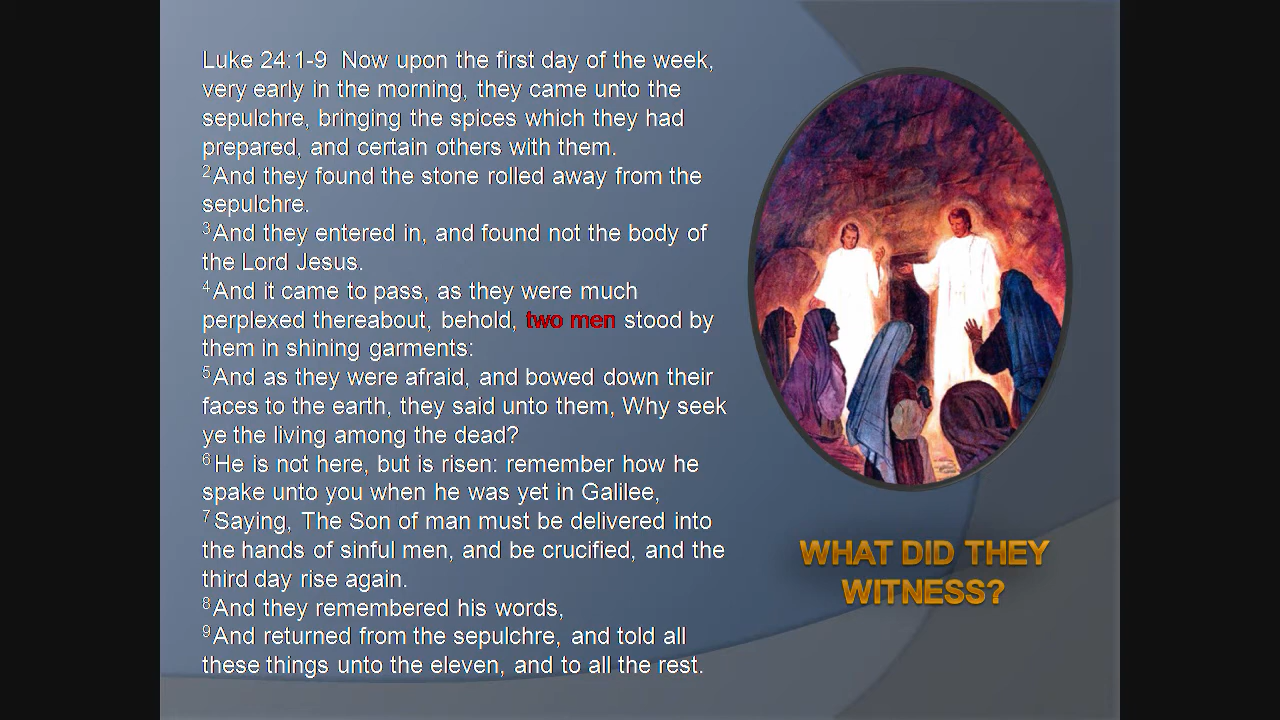 Luke 24:1-9  Now upon the first day of the week,
very early in the morning, they came unto the
sepulchre, bringing the spices which they had
prepared, and certain others with them.
2And they found the stone rolled away from the
sepulchre.
3And they entered in, and found not the body of
the Lord Jesus.
4And it came to pass, as they were much
perplexed thereabout, behold, two men stood by
them in shining garments:
5And as they were afraid, and bowed down their
faces to the earth, they said unto them, Why seek
ye the living among the dead?
6He is not here, but is risen: remember how he
spake unto you when he was yet in Galilee,
7Saying, The Son of man must be delivered into
the hands of sinful men, and be crucified, and the
third day rise again.
8And they remembered his words,
9And returned from the sepulchre, and told all
these things unto the eleven, and to all the rest.
WHAT DID THEY
WITNESS?